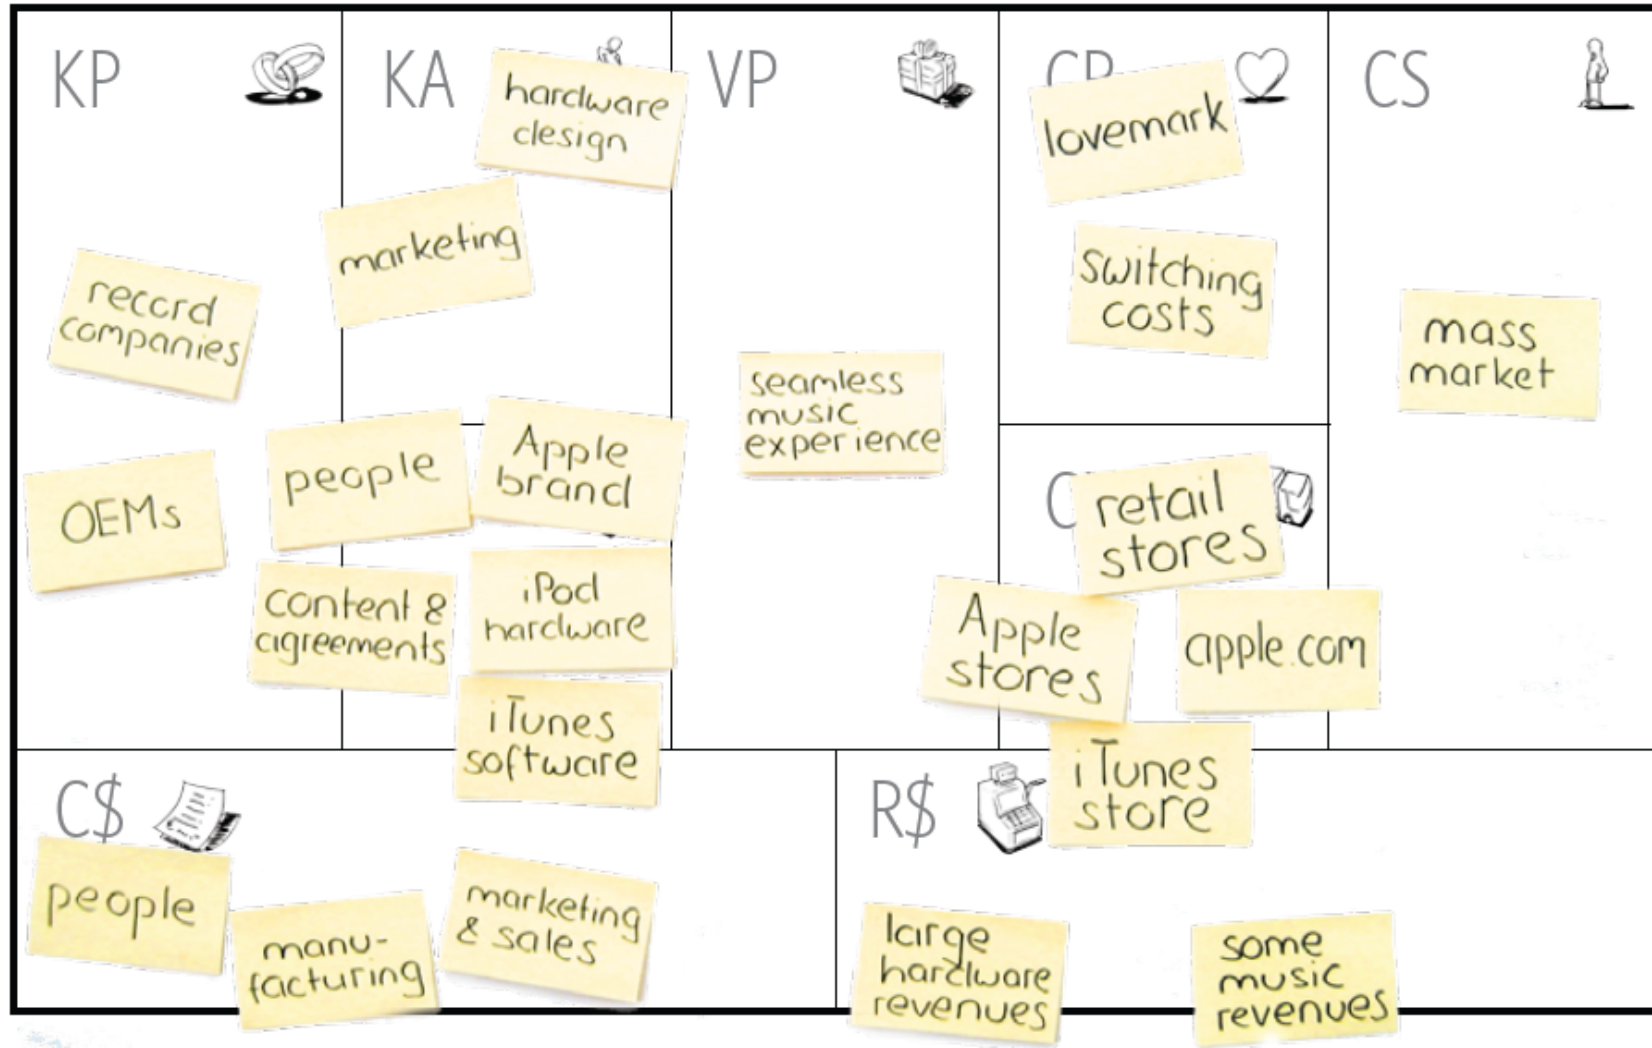 KP
record
companies
OEMs
KA
hardware
design
marketing
people
Apple
brand
content &
agreements
iPod
hardware
iTunes
software
VP
seamless
music
experience
CR
lovemark
switching
costs
C
retail
stores
Apple
stores
apple.com
iTunes
store
CS
mass
market
C$
people
manu-
facturing
marketing
& sales
R$
large
hardware
revenues
some
music
revenues